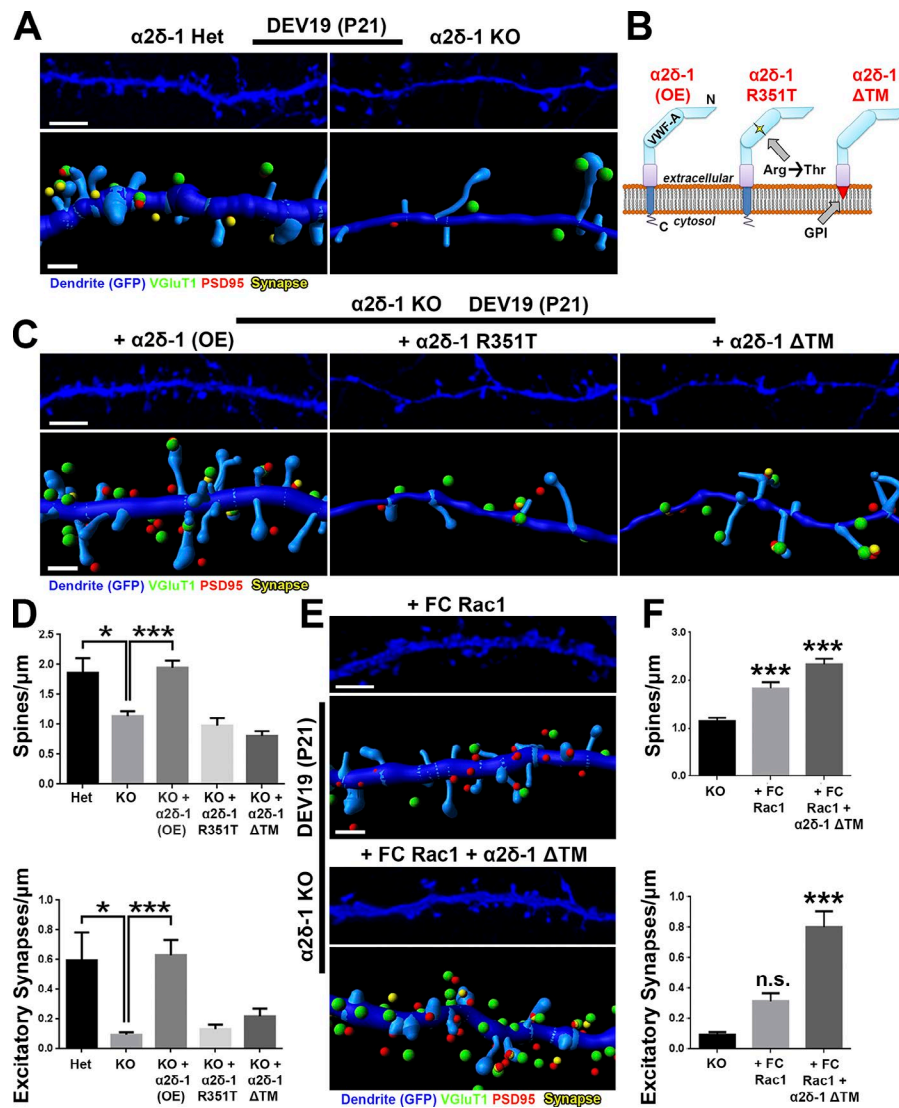 A
DEV19 (P21)
α2δ-1 Het
α2δ-1 KO
Dendrite (GFP) VGluT1 PSD95 Synapse
B
α2δ-1
(OE)
α2δ-1
R351T
α2δ-1
ΔTM
N
VWF-A
Arg→Thr
extracellular
cytosol
C
GPI
α2δ-1 KO DEV19 (P21)
C
+ α2δ-1 (OE)
+ α2δ-1 R351T
+ α2δ-1 ΔTM
Dendrite (GFP) VGluT1 PSD95 Synapse
D
Spines/μm
2.5
2.0
1.5
1.0
0.5
0.0
*
***
Het
KO
KO +
α2δ-1
(OE)
KO +
α2δ-1
R351T
KO +
α2δ-1
ΔTM
Excitatory Synapses/μm
0.8
0.6
0.4
0.2
0.0
*
***
Het
KO
KO +
α2δ-1
(OE)
KO +
α2δ-1
R351T
KO +
α2δ-1
ΔTM
E
+ FC Rac1
DEV19 (P21)
α2δ-1 KO
+ FC Rac1 + α2δ-1 ΔTM
Dendrite (GFP) VGluT1 PSD95 Synapse
F
Spines/μm
3.0
2.0
1.0
0.0
***
***
KO
+ FC
Rac1
+ FC
Rac1 +
α2δ-1 ΔTM
Excitatory Synapses/μm
1.0
0.8
0.6
0.4
0.2
0.0
n.s.
***
KO
+ FC
Rac1
+ FC
Rac1 +
α2δ-1 ΔTM